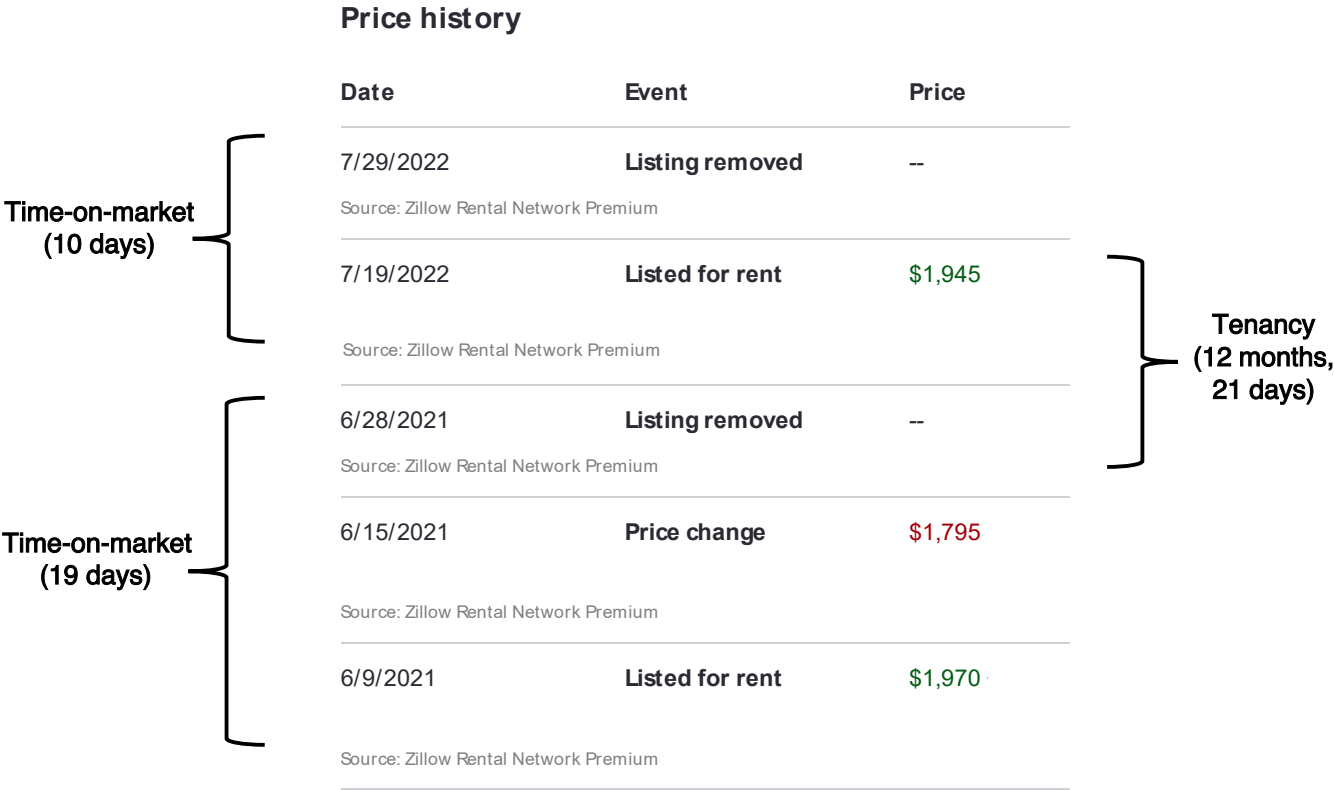 Price history
Date Event Price
7/29/2022 Listing removed --
Source: Zillow Rental Network Premium
Time-on-market
(10 days)
7/19/2022 Listed for rent $1,945
Source: Zillow Rental Network Premium
Tenancy
(12 months,
21 days)
6/28/2021 Listing removed --
Source: Zillow Rental Network Premium
6/15/2021 Price change $1,795
Time-on-market
(19 days)
Source: Zillow Rental Network Premium
6/9/2021 Listed for rent $1,970
Source: Zillow Rental Network Premium